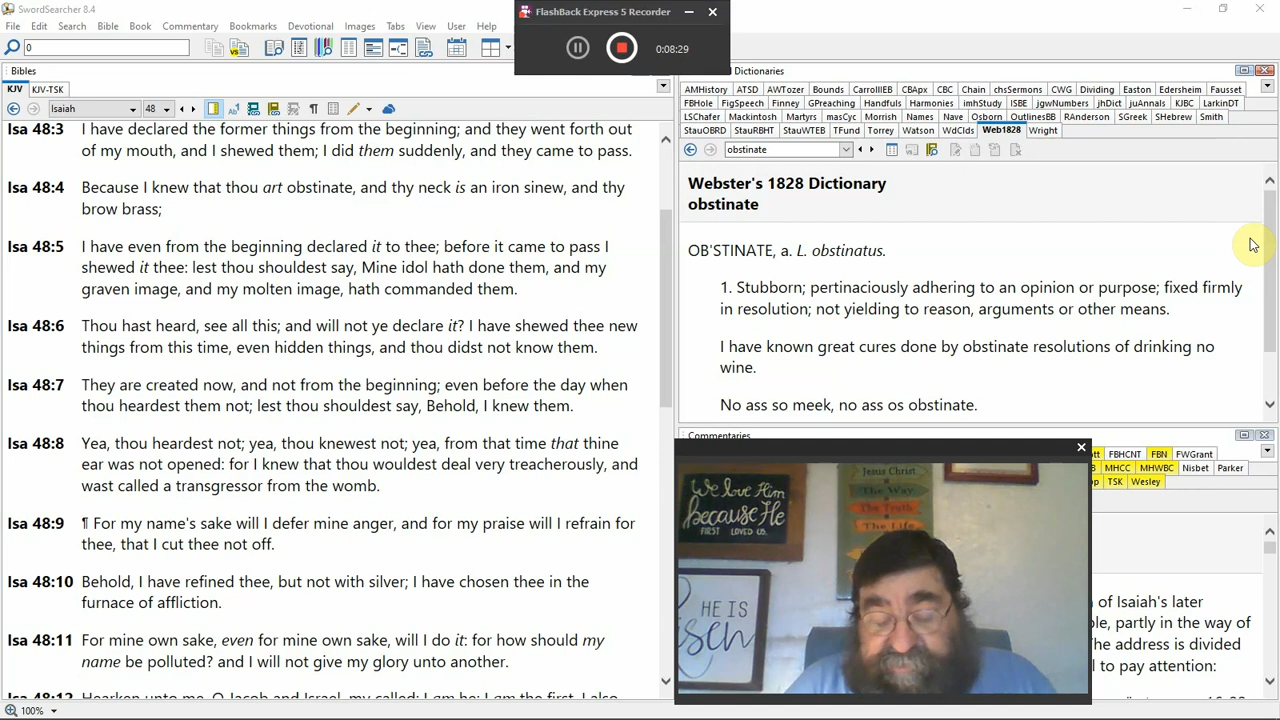 SwordSearcher 8.4
FlashBack Express 5 Recorder
File Edit Search Bible Book Commentary Bookmarks Devotional Images Tabs View Help
0
0:08:29
Bibles
KJV KJV-TSK
Isaiah 48
Isa 48:3 I have declared the former things from the beginning; and they went forth out
of my mouth, and I shewed them; I did them suddenly, and they came to pass.
Isa 48:4 Because I knew that thou art obstinate, and thy neck is an iron sinew, and thy
brow brass;
Isa 48:5 I have even from the beginning declared it to thee; before it came to pass I
shewed it thee: lest thou shouldest say, Mine idol hath done them, and my
graven image, and my molten image, hath commanded them.
Isa 48:6 Thou hast heard, see all this; and will not ye declare it? I have shewed thee new
things from this time, even hidden things, and thou didst not know them.
Isa 48:7 They are created now, and not from the beginning; even before the day when
thou heardest them not; lest thou shouldest say, Behold, I knew them.
Isa 48:8 Yea, thou heardest not; yea, thou knewest not; yea, from that time that thine
ear was not opened: for I knew that thou wouldest deal very treacherously, and
wast called a transgressor from the womb.
Isa 48:9 ¶ For my name's sake will I defer mine anger, and for my praise will I refrain for
thee, that I cut thee not off.
Isa 48:10 Behold, I have refined thee, but not with silver; I have chosen thee in the
furnace of affliction.
Isa 48:11 For mine own sake, even for mine own sake, will I do it: for how should my
name be polluted? and I will not give my glory unto another.
Hearken unto me, O Jacob and Israel, my called; I am he; I am the first, I also
100%
Dictionaries
AMHistory ATSD AWTozer Bounds CarrollIEB CBApx CBC Chain chsSermons CWG Dividing Easton Edersheim Fausset
FBHole FigSpeech Finney GPreaching Handfuls Harmonies imhStudy ISBE jgwNumbers jhDict juAnnals KJBC LarkinDT
LSChafer Mackintosh Martyrs masCyc Morrish Names Nave Osborn OutlinesBB RAnderson SGreek SHebrew Smith
StauOBRD StauRBHT StauWTEB TFund Torrey Watson WdClds Web1828 Wright
obstinate
Webster's 1828 Dictionary
obstinate
OB'STINATE, a. L. obstinatus.
1. Stubborn; pertinaciously adhering to an opinion or purpose; fixed firmly
in resolution; not yielding to reason, arguments or other means.
I have known great cures done by obstinate resolutions of drinking no
wine.
No ass so meek, no ass os obstinate.
Commentaries
FBHCNT FBN FWGrant
MHCC MHWBC Nisbet Parker
TSK Wesley
of Isaiah's later
partly in the way of
The address is divided
to pay attention:
We love Him
Because He
FIRST LOVED US.
Jesus Christ
The Way
The Truth
The Life
HE IS
Risen